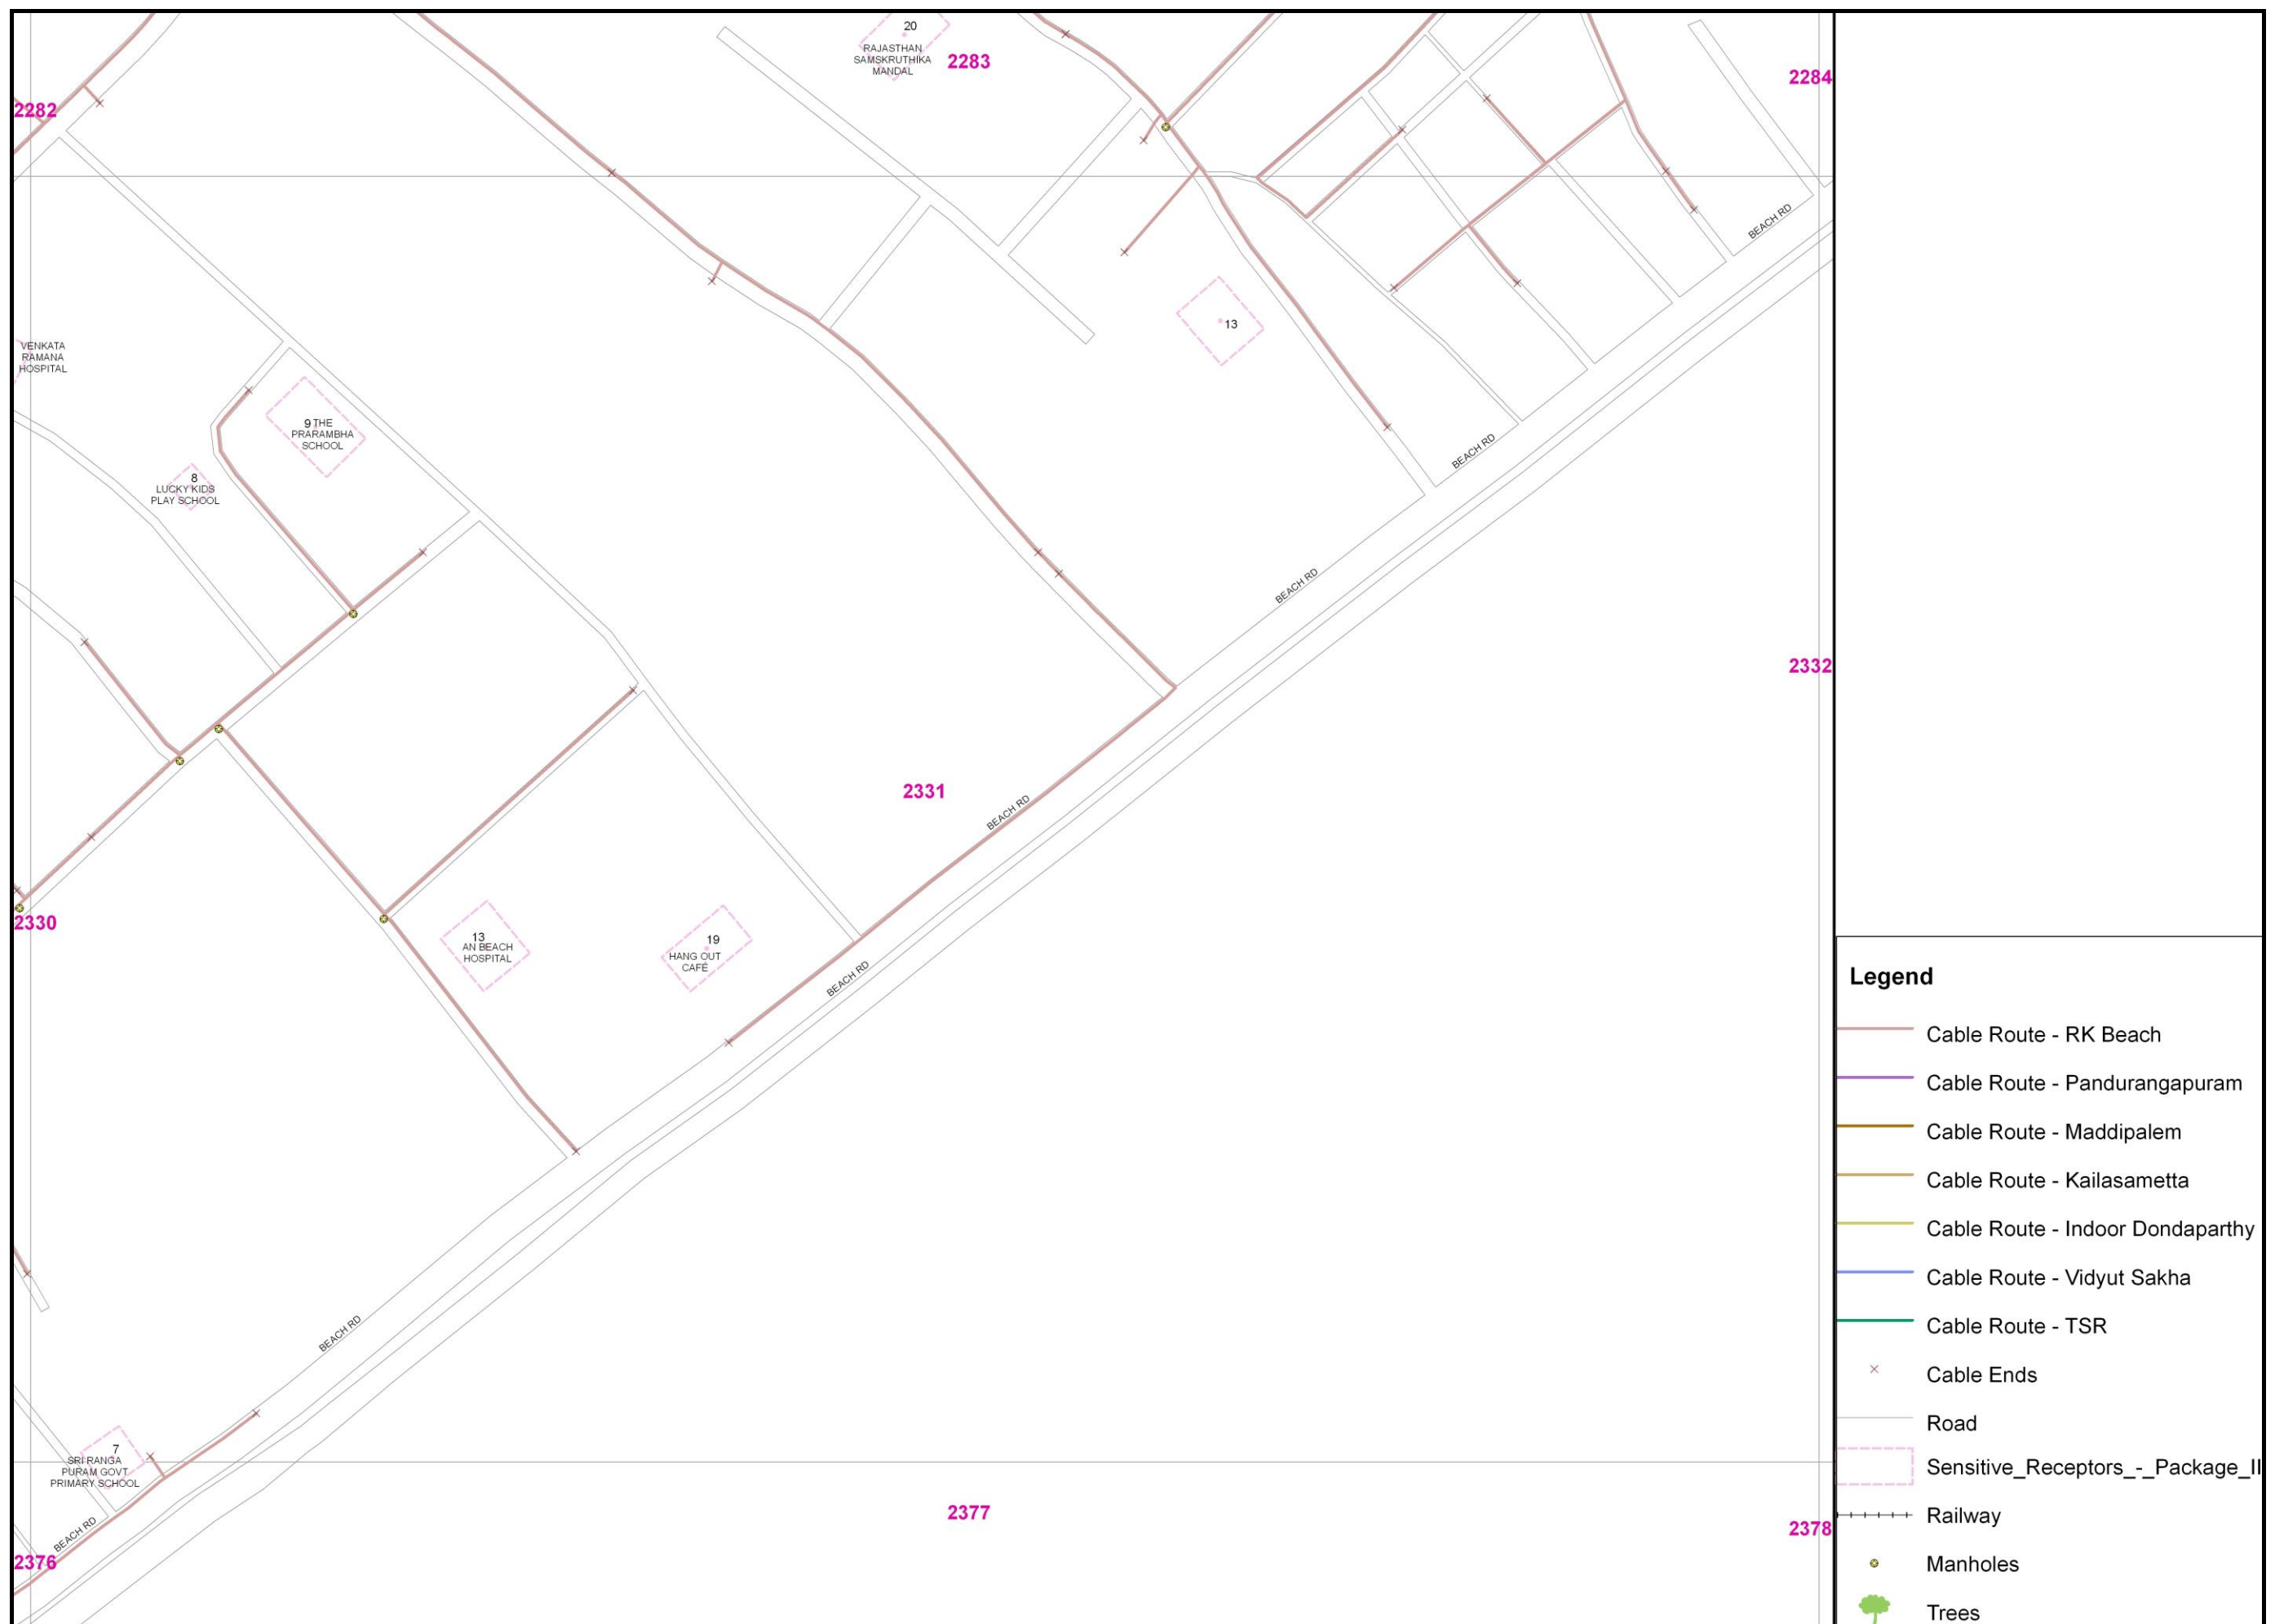 20
RAJASTHAN
SAMSKRUTHIKA
MANDAL
2283
2284
2282
BEACH RD
13
VENKATA
RAMANA
HOSPITAL
9 THE
PRARAMBHA
SCHOOL
BEACH RD
8
LUCKY KIDS
PLAY SCHOOL
BEACH RD
2332
2331
BEACH RD
2330
13
AN BEACH
HOSPITAL
19
HANG OUT
CAFÉ
BEACH RD
BEACH RD
7
SRI RANGA
PURAM GOVT
PRIMARY SCHOOL
BEACH RD
2376
2377
2378
Legend
Cable Route - RK Beach
Cable Route - Pandurangapuram
Cable Route - Maddipalem
Cable Route - Kailasametta
Cable Route - Indoor Dondaparthy
Cable Route - Vidyut Sakha
Cable Route - TSR
Cable Ends
Road
Sensitive_Receptors_-_Package_II
Railway
Manholes
Trees